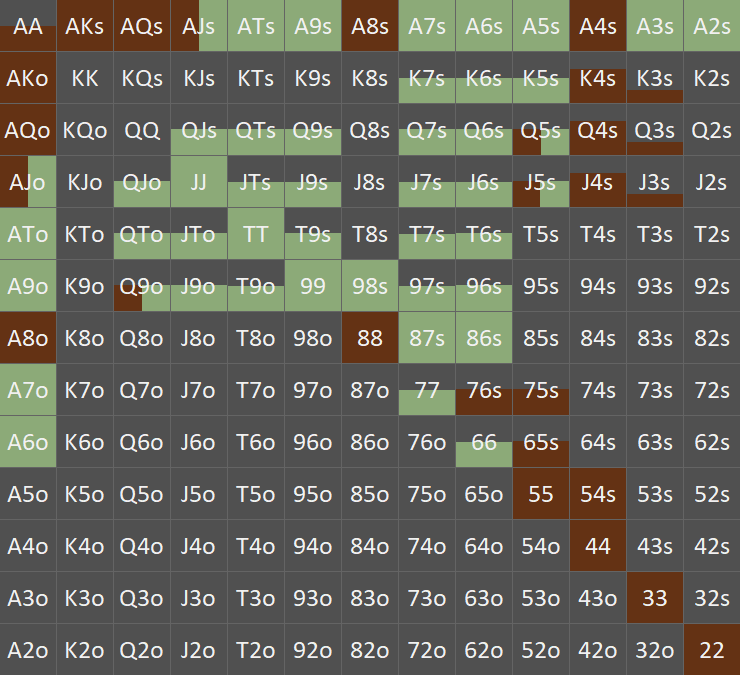 AA AKs AQs AJs ATs A9s A8s A7s A6s A5s A4s A3s A2s
AKo KK KQs KJs KTs K9s K8s K7s K6s K5s K4s K3s K2s
AQo KQo QQ QJs QTs Q9s Q8s Q7s Q6s Q5s Q4s Q3s Q2s
AJo KJo QJo JJ JTs J9s J8s J7s J6s J5s J4s J3s J2s
ATo KTo QTo JTo TT T9s T8s T7s T6s T5s T4s T3s T2s
A9o K9o Q9o J9o T9o 99 98s 97s 96s 95s 94s 93s 92s
A8o K8o Q8o J8o T8o 98o 88 87s 86s 85s 84s 83s 82s
A7o K7o Q7o J7o T7o 97o 87o 77 76s 75s 74s 73s 72s
A6o K6o Q6o J6o T6o 96o 86o 76o 66 65s 64s 63s 62s
A5o K5o Q5o J5o T5o 95o 85o 75o 65o 55 54s 53s 52s
A4o K4o Q4o J4o T4o 94o 84o 74o 64o 54o 44 43s 42s
A3o K3o Q3o J3o T3o 93o 83o 73o 63o 53o 43o 33 32s
A2o K2o Q2o J2o T2o 92o 82o 72o 62o 52o 42o 32o 22